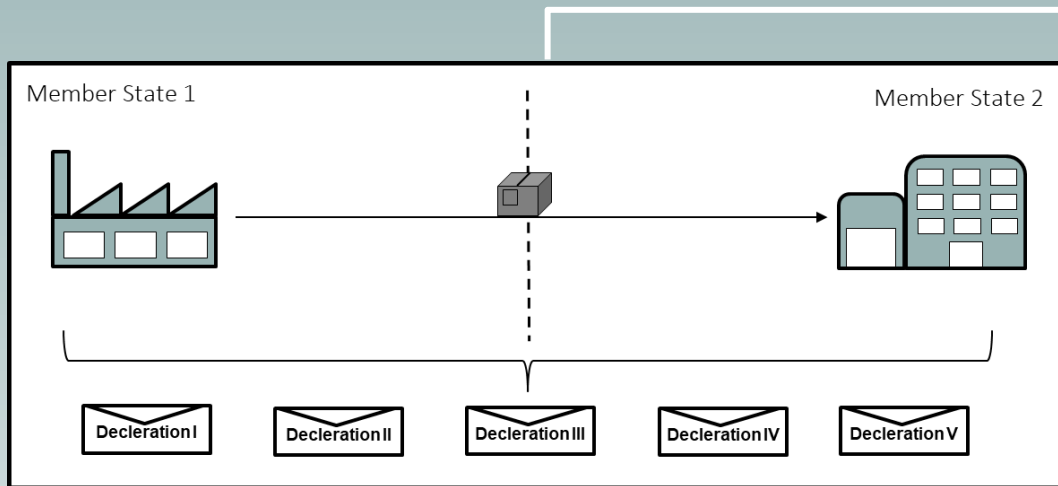 Member State 1
Member State 2
Decleration I
Decleration II
Decleration III
Decleration IV
Decleration V